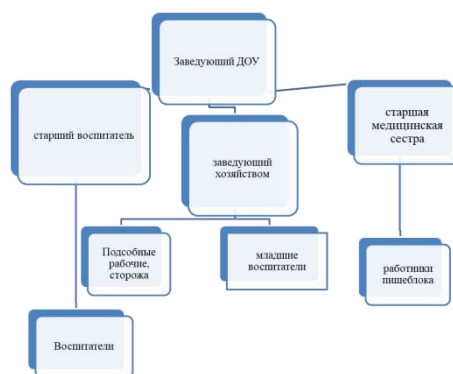 Заведующий ДОУ
старший воспитатель
заведующий
хозяйством
старшая
медицинская
сестра
Подсобные
рабочие,
сторожа
младшие
воспитатели
работники
пищеблока
Воспитатели